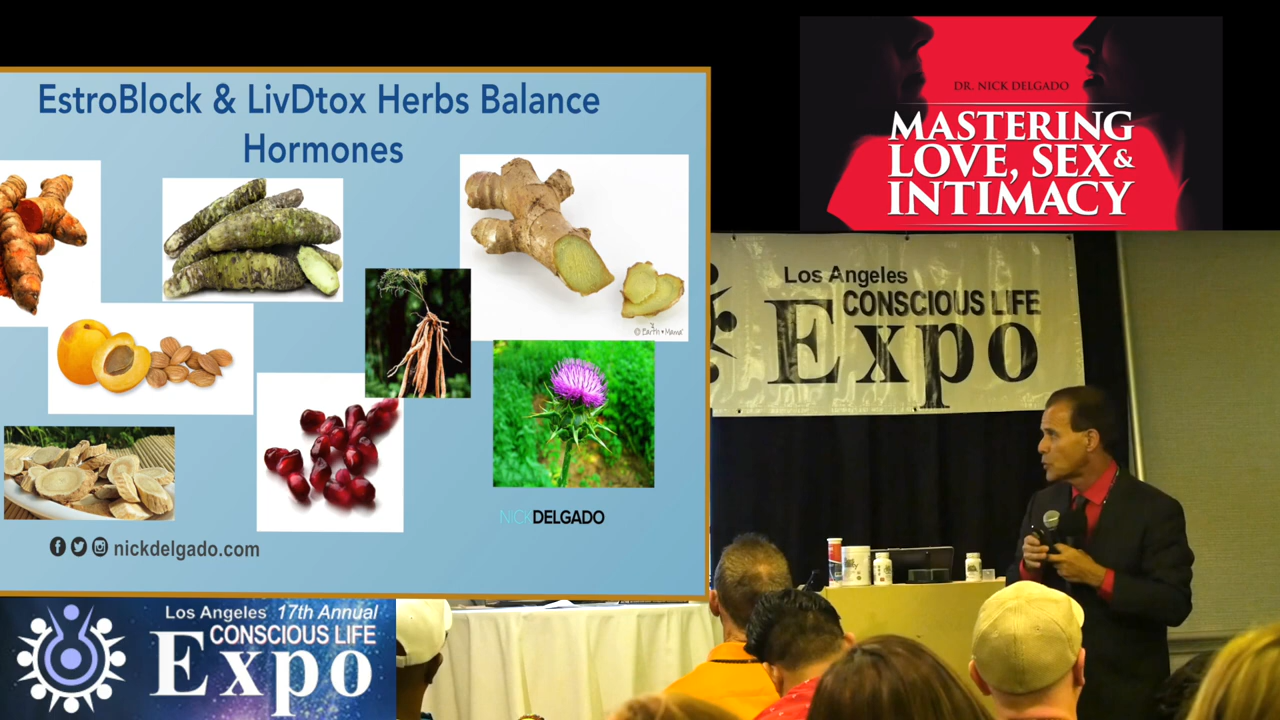 EstroBlock & LivDtox Herbs Balance
Hormones
© Earth Mama
NICKDELGADO
nickdelgado.com
DR. NICK DELGADO
MASTERING
LOVE, SEX &
INTIMACY
Los Angeles
CONSCIOUS LIFE
Expo
Los Angeles 17th Annual
CONSCIOUS LIFE
Expo